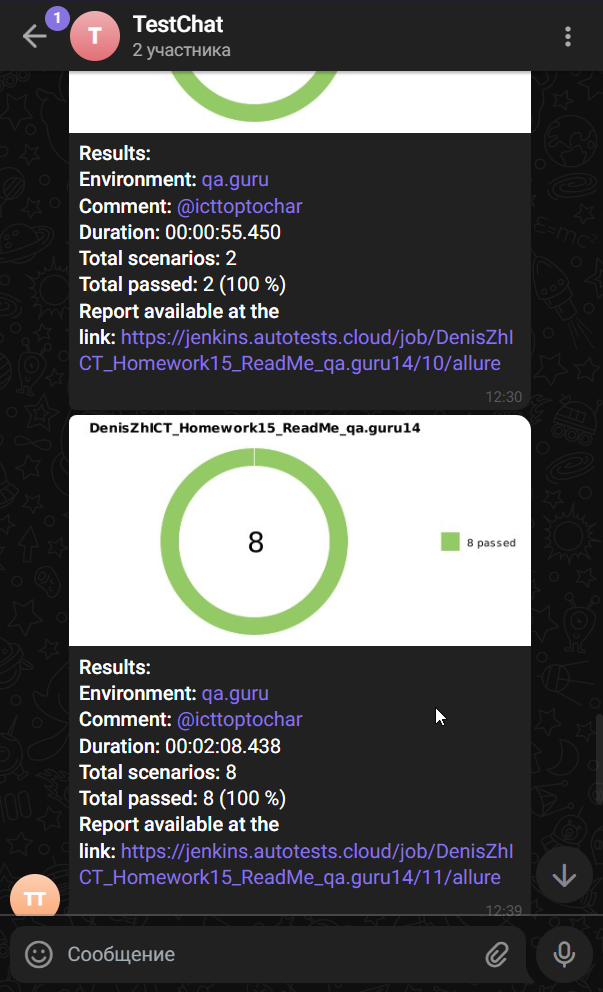 1
T
TestChat
2 участника
Results:
Environment: qa.guru
Comment: @icttoptochar
Duration: 00:00:55.450
Total scenarios: 2
Total passed: 2 (100 %)
Report available at the
link: https://jenkins.autotests.cloud/job/DenisZhI
CT_Homework15_ReadMe_qa.guru14/10/allure
12:30
DenisZhICT_Homework15_ReadMe_qa.guru14
8
8 passed
Results:
Environment: qa.guru
Comment: @icttoptochar
Duration: 00:02:08.438
Total scenarios: 8
Total passed: 8 (100 %)
Report available at the
link: https://jenkins.autotests.cloud/job/DenisZhI
CT_Homework15_ReadMe_qa.guru14/11/allure
12:39
TT
Сообщение